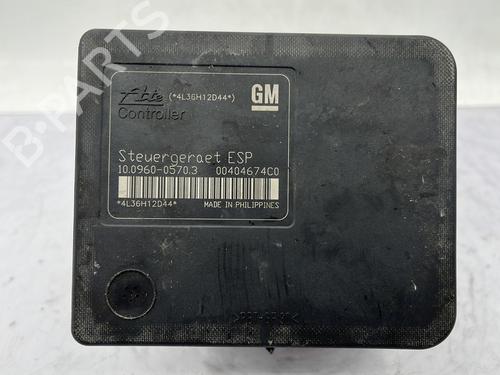 Ate (*4L36H12D44*) GM
Controller
Steuergeraet ESP
10.0960-0570.3 00404674C0
*4L36H12D44* MADE IN PHILIPPINES
B-PARTS